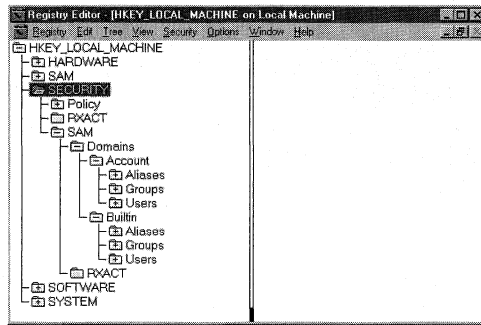 Registry Editor - [HKEY_LOCAL_MACHINE on Local Machine]
Registry Edit Tree View Security Options Window Help
HKEY_LOCAL_MACHINE
HARDWARE
SAM
SECURITY
Policy
RXACT
SAM
Domains
Account
Aliases
Groups
Users
Builtin
Aliases
Groups
Users
RXACT
SOFTWARE
SYSTEM